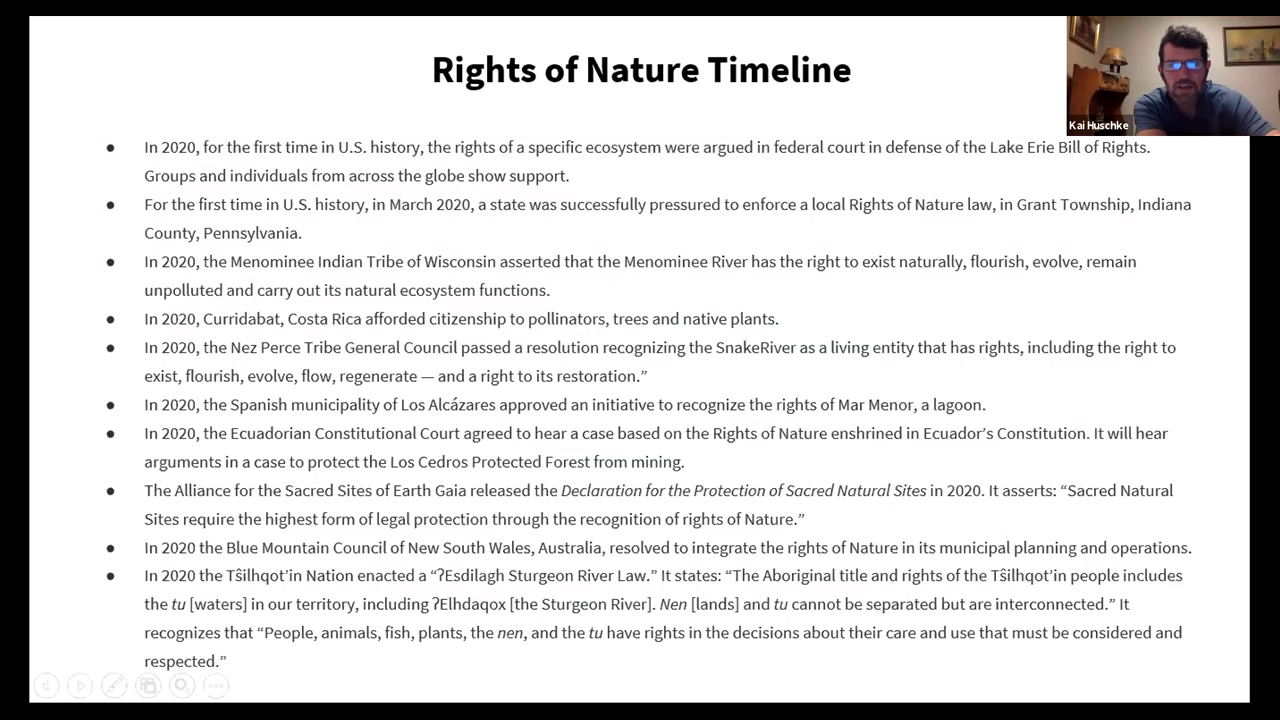 Rights of Nature Timeline
Kai Huschke
● In 2020, for the first time in U.S. history, the rights of a specific ecosystem were argued in federal court in defense of the Lake Erie Bill of Rights.
Groups and individuals from across the globe show support.
● For the first time in U.S. history, in March 2020, a state was successfully pressured to enforce a local Rights of Nature law, in Grant Township, Indiana
County, Pennsylvania.
● In 2020, the Menominee Indian Tribe of Wisconsin asserted that the Menominee River has the right to exist naturally, flourish, evolve, remain
unpolluted and carry out its natural ecosystem functions.
● In 2020, Curridabat, Costa Rica afforded citizenship to pollinators, trees and native plants.
● In 2020, the Nez Perce Tribe General Council passed a resolution recognizing the SnakeRiver as a living entity that has rights, including the right to
exist, flourish, evolve, flow, regenerate — and a right to its restoration.”
● In 2020, the Spanish municipality of Los Alcázares approved an initiative to recognize the rights of Mar Menor, a lagoon.
● In 2020, the Ecuadorian Constitutional Court agreed to hear a case based on the Rights of Nature enshrined in Ecuador’s Constitution. It will hear
arguments in a case to protect the Los Cedros Protected Forest from mining.
● The Alliance for the Sacred Sites of Earth Gaia released the Declaration for the Protection of Sacred Natural Sites in 2020. It asserts: “Sacred Natural
Sites require the highest form of legal protection through the recognition of rights of Nature.”
● In 2020 the Blue Mountain Council of New South Wales, Australia, resolved to integrate the rights of Nature in its municipal planning and operations.
● In 2020 the Tŝilhqot’in Nation enacted a “ʔEsdilagh Sturgeon River Law.” It states: “The Aboriginal title and rights of the Tŝilhqot’in people includes
the tu [waters] in our territory, including ʔElhdaqox [the Sturgeon River]. Nen [lands] and tu cannot be separated but are interconnected.” It
recognizes that “People, animals, fish, plants, the nen, and the tu have rights in the decisions about their care and use that must be considered and
respected.”